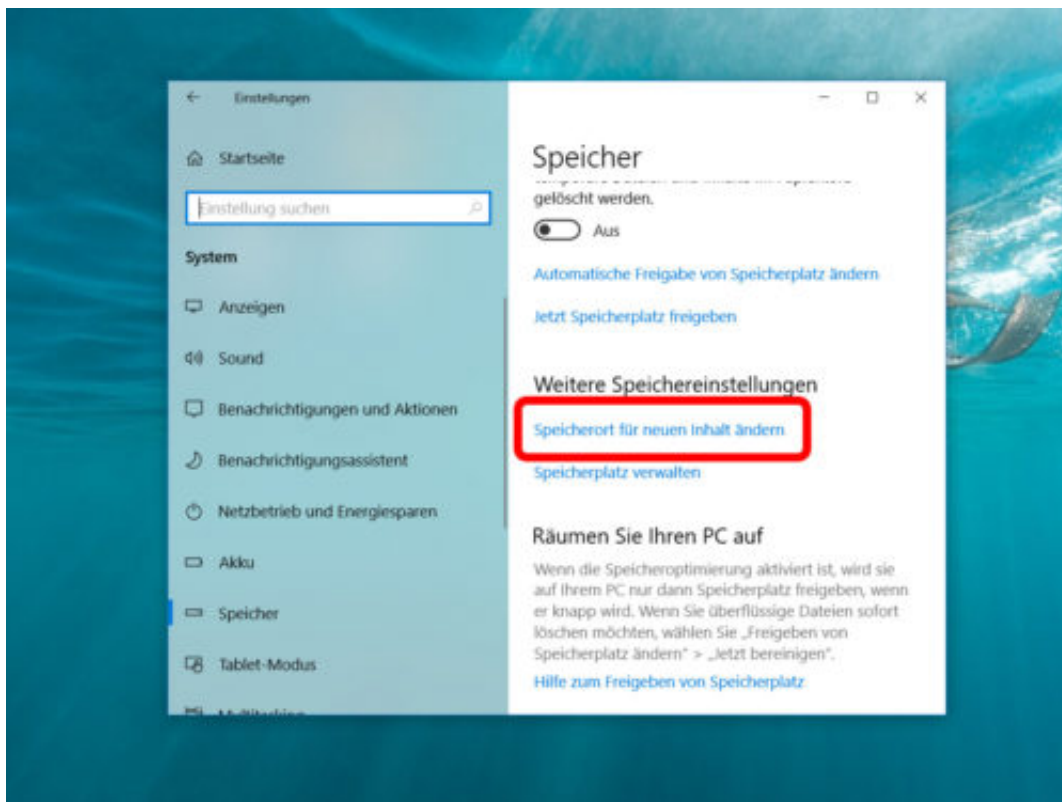 Einstellungen
Startseite
Einstellung suchen
System
Anzeigen
Sound
Benachrichtigungen und Aktionen
Benachrichtigungsassistent
Netzbetrieb und Energiesparen
Akku
Speicher
Tablet-Modus
Speicher
gelöscht werden.
Aus
Automatische Freigabe von Speicherplatz ändern
Jetzt Speicherplatz freigeben
Weitere Speichereinstellungen
Speicherort für neuen Inhalt ändern
Speicherplatz verwalten
Räumen Sie Ihren PC auf
Wenn die Speicheroptimierung aktiviert ist, wird sie
auf Ihrem PC nur dann Speicherplatz freigeben, wenn
er knapp wird. Wenn Sie überflüssige Dateien sofort
löschen möchten, wählen Sie „Freigeben von
Speicherplatz ändern" > „Jetzt bereinigen".
Hilfe zum Freigeben von Speicherplatz